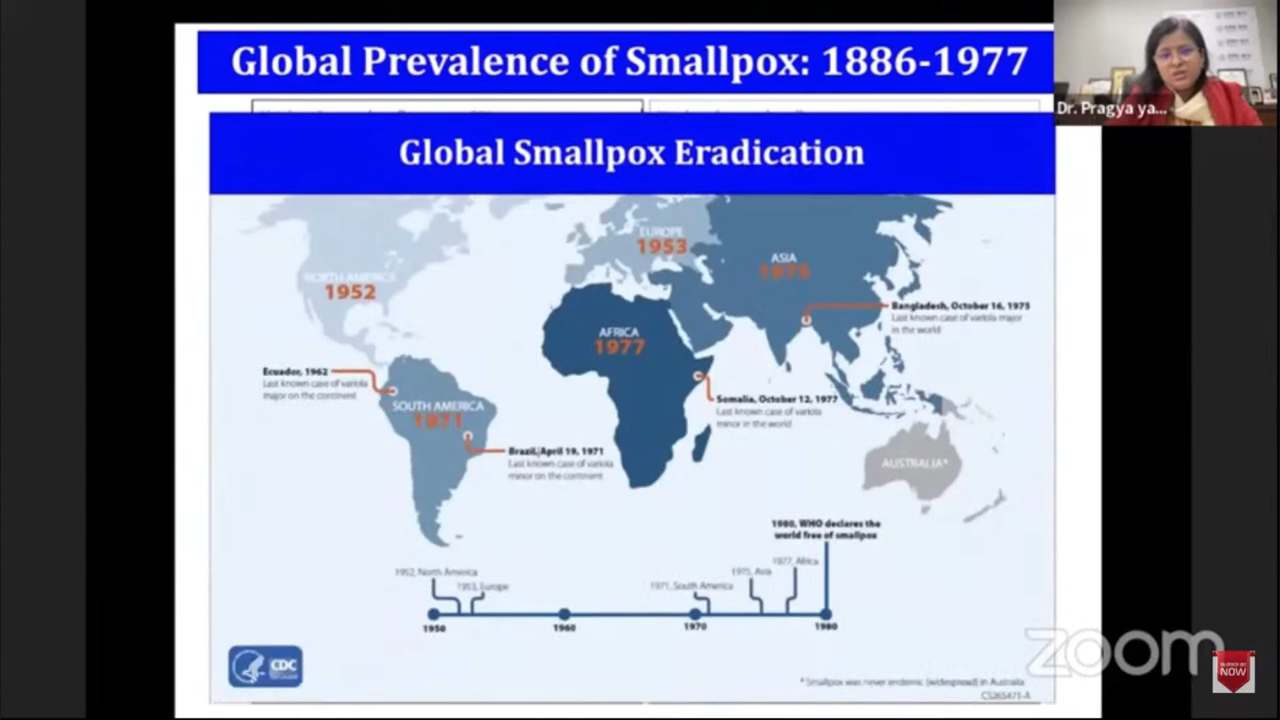 Global Prevalence of Smallpox: 1886-1977
Dr. Pragya ya...
Global Smallpox Eradication
EUROPE
1953
ASIA
1975
NORTH AMERICA
1952
Bangladesh, October 16, 1975
Last known case of variola major
in the world
AFRICA
1977
Ecuador, 1962
Last known case of variola
major on the continent
SOUTH AMERICA
1971
Somalia, October 12, 1977
Last known case of variola
minor in the world
Brazil, April 19, 1971
Last known case of variola
minor on the continent
AUSTRALIA*
1980, WHO declares the
world free of smallpox
1952, North America
1953, Europe
1971, South America
1975, Asia
1977, Africa
1950
1960
1970
1980
CDC
zoom
NOW
* Smallpox was never endemic (widespread) in Australia
CS265471-A